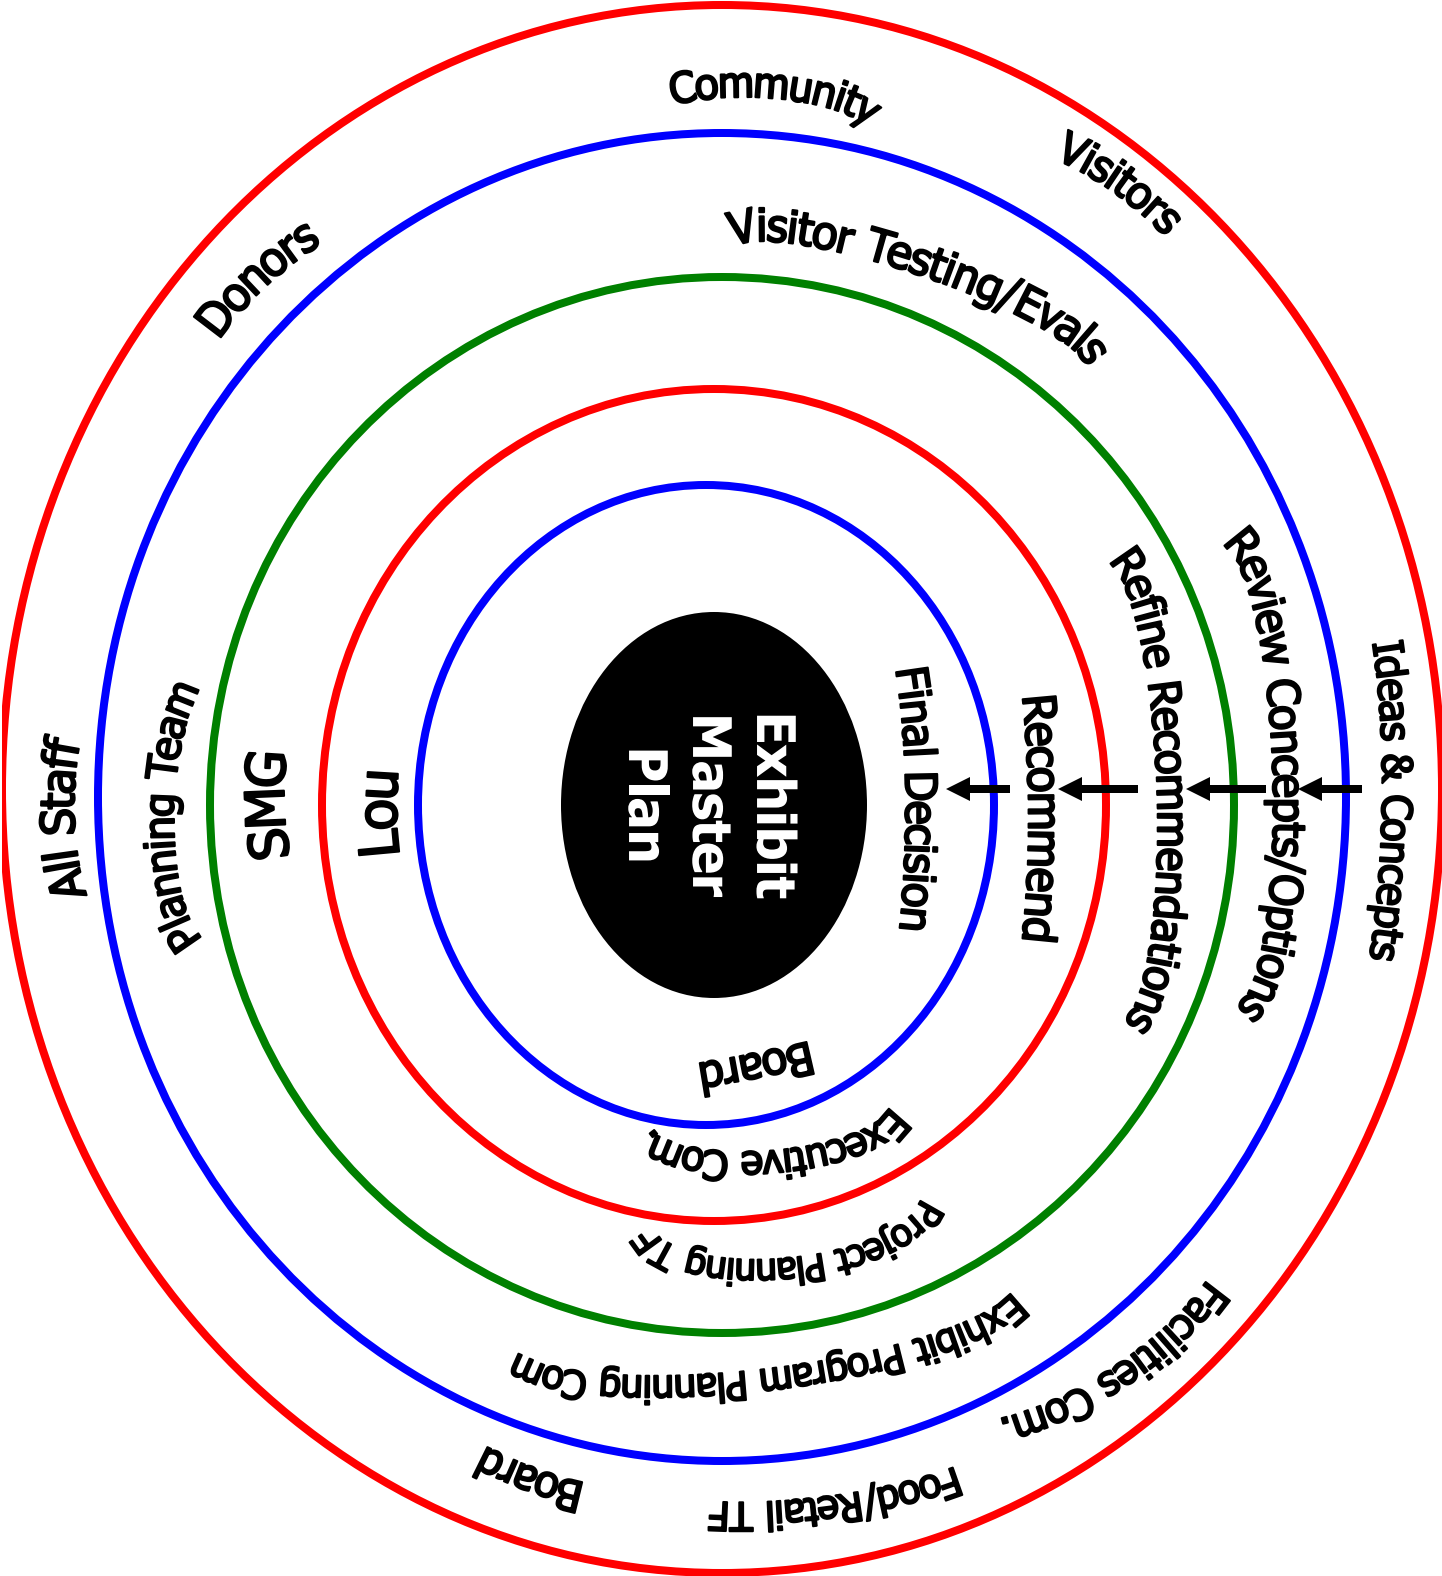 Ideas & Concepts
Review Concepts/Options
Refine Recommendations
Recommend
Final Decision
Exhibit
Master
Plan
Visitors
Community
Donors
Visitor Testing/Evals
Facilities Com.
Food/Retail TF
Board
Exhibit Program Planning Com
Project Planning TF
Executive Com.
Board
Lou
SMG
Planning Team
All Staff